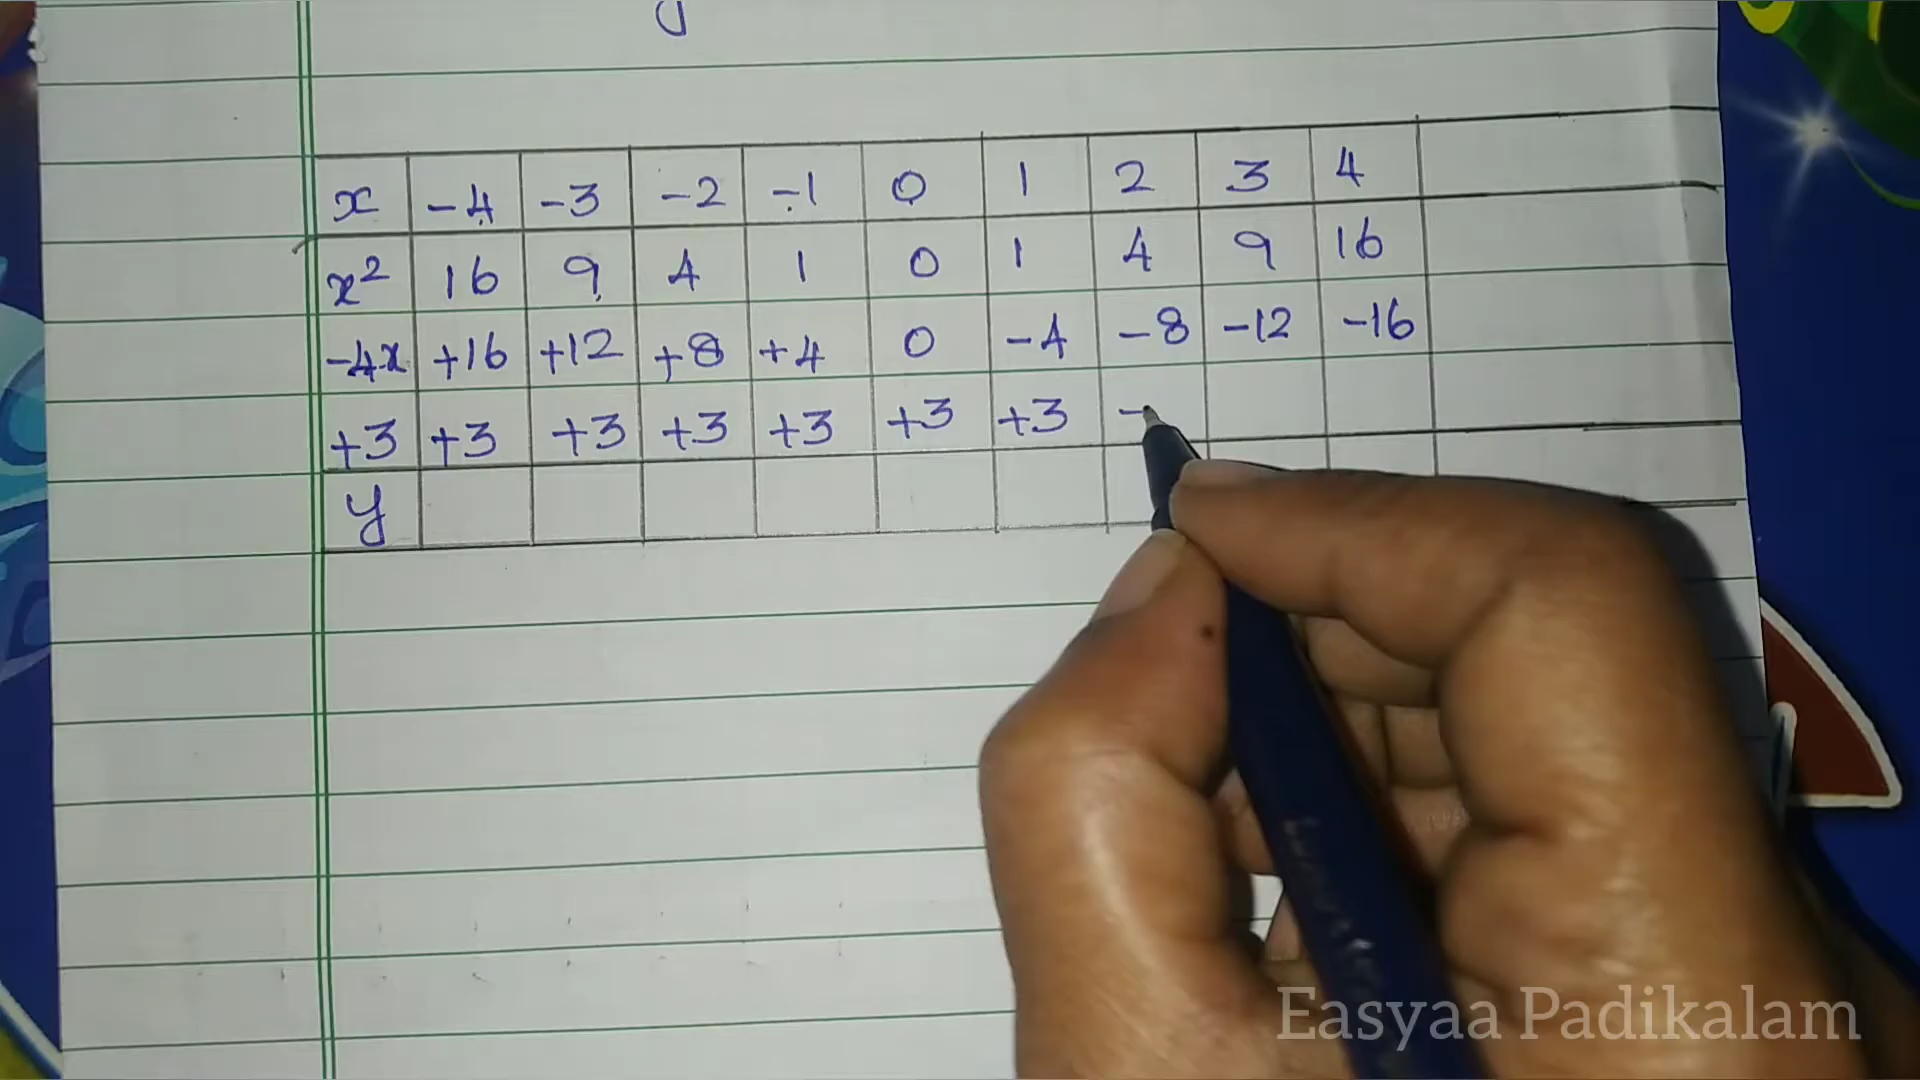 x -4 -3 -2 -1 0 1 2 3 4
x² 16 9 4 1 0 1 4 9 16
-4x +16 +12 +8 +4 0 -4 -8 -12 -16
+3 +3 +3 +3 +3 +3 +3 -
y
Easyaa Padikalam